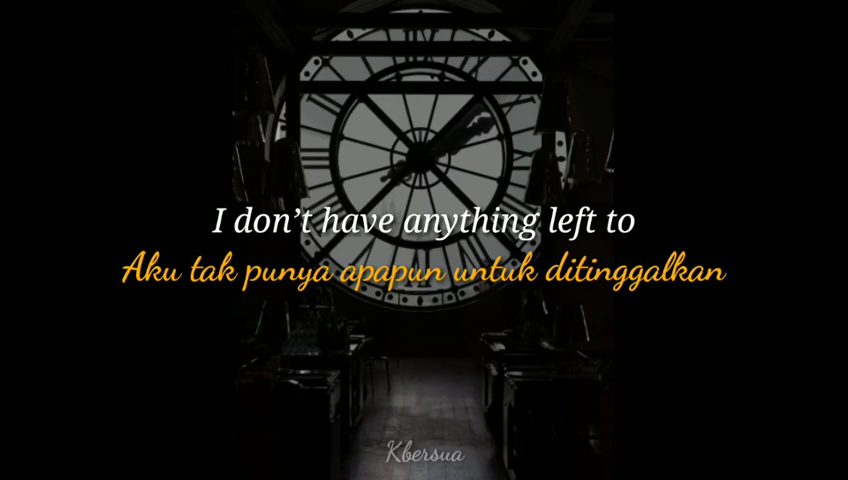 I don’t have anything left to
Aku tak punya apapun untuk ditinggalkan
Kbersua